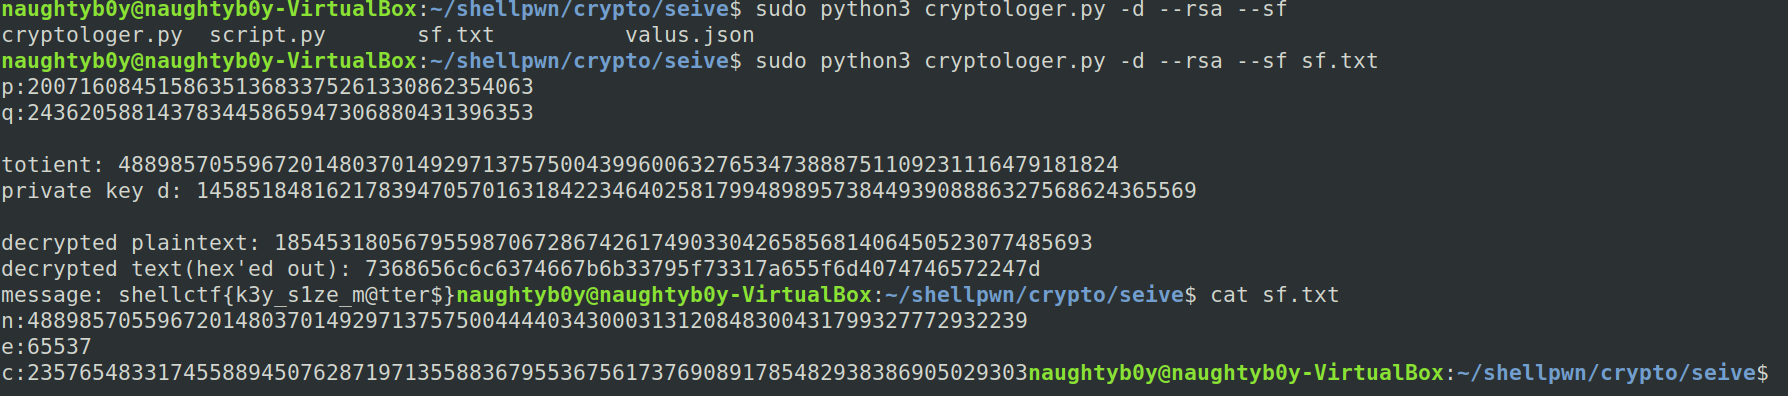 naughtyb0y@naughtyb0y-VirtualBox:~/shellpwn/crypto/seive$ sudo python3 cryptologer.py -d --rsa --sf
cryptologer.py  script.py       sf.txt          valus.json
naughtyb0y@naughtyb0y-VirtualBox:~/shellpwn/crypto/seive$ sudo python3 cryptologer.py -d --rsa --sf sf.txt
p:200716084515863513683375261330862354063
q:243620588143783445865947306880431396353

totient: 48898570559672014803701492971375750043996006327653473888751109231116479181824
private key d: 14585184816217839470570163184223464025817994898957384493908886327568624365569

decrypted plaintext: 185453180567955987067286742617490330426585681406450523077485693
decrypted text(hex'ed out): 7368656c6c6374667b6b33795f73317a655f6d4074746572247d
message: shellctf{k3y_s1ze_m@tter$}naughtyb0y@naughtyb0y-VirtualBox:~/shellpwn/crypto/seive$ cat sf.txt
n:48898570559672014803701492971375750044440343000313120848300431799327772932239
e:65537
c:23576548331745588945076287197135588367955367561737690891785482938386905029303naughtyb0y@naughtyb0y-VirtualBox:~/shellpwn/crypto/seive$